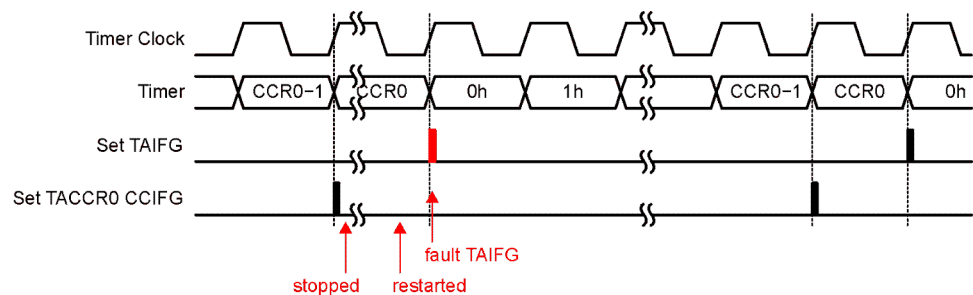 Timer Clock
Timer CCR0−1 CCR0 0h 1h CCR0−1 CCR0 0h
Set TAIFG
Set TACCR0 CCIFG
fault TAIFG
stopped restarted